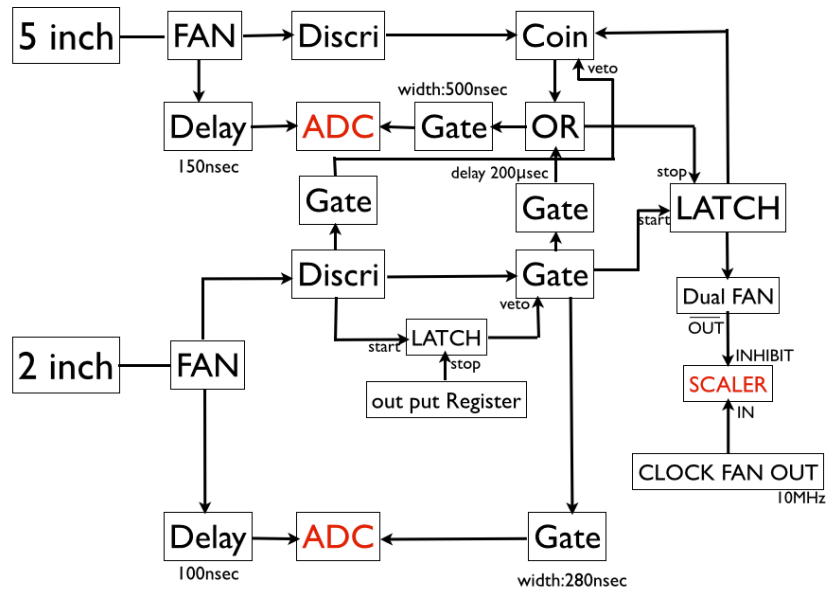 5 inch
FAN
Discri
Coin
veto
width:500nsec
Delay
ADC
Gate
OR
150nsec
delay 200μsec
stop
Gate
Gate
LATCH
start
Discri
Gate
Dual FAN
veto
OUT
start
LATCH
stop
INHIBIT
2 inch
FAN
SCALER
out put Register
IN
CLOCK FAN OUT
10MHz
Delay
ADC
Gate
100nsec
width:280nsec